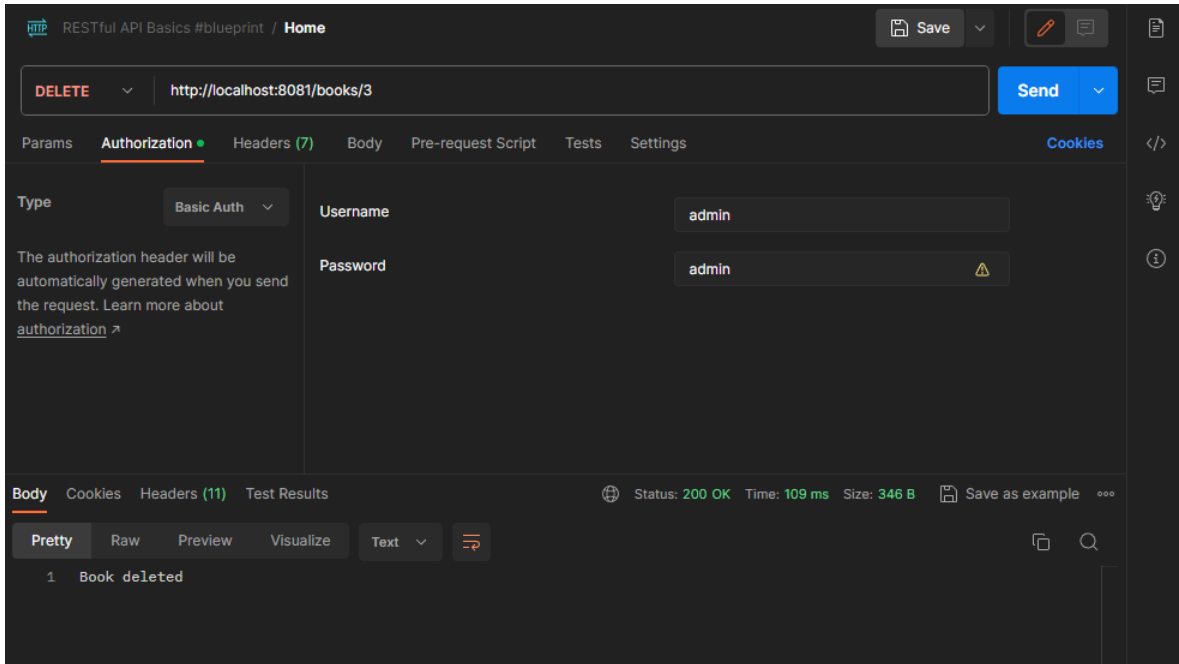 HTTP RESTful API Basics #blueprint / Home Save
DELETE http://localhost:8081/books/3 Send
Params Authorization Headers (7) Body Pre-request Script Tests Settings Cookies
Type Basic Auth
The authorization header will be
automatically generated when you send
the request. Learn more about
authorization ↗
Username admin
Password admin
Body Cookies Headers (11) Test Results Status: 200 OK Time: 109 ms Size: 346 B Save as example
Pretty Raw Preview Visualize Text
1 Book deleted